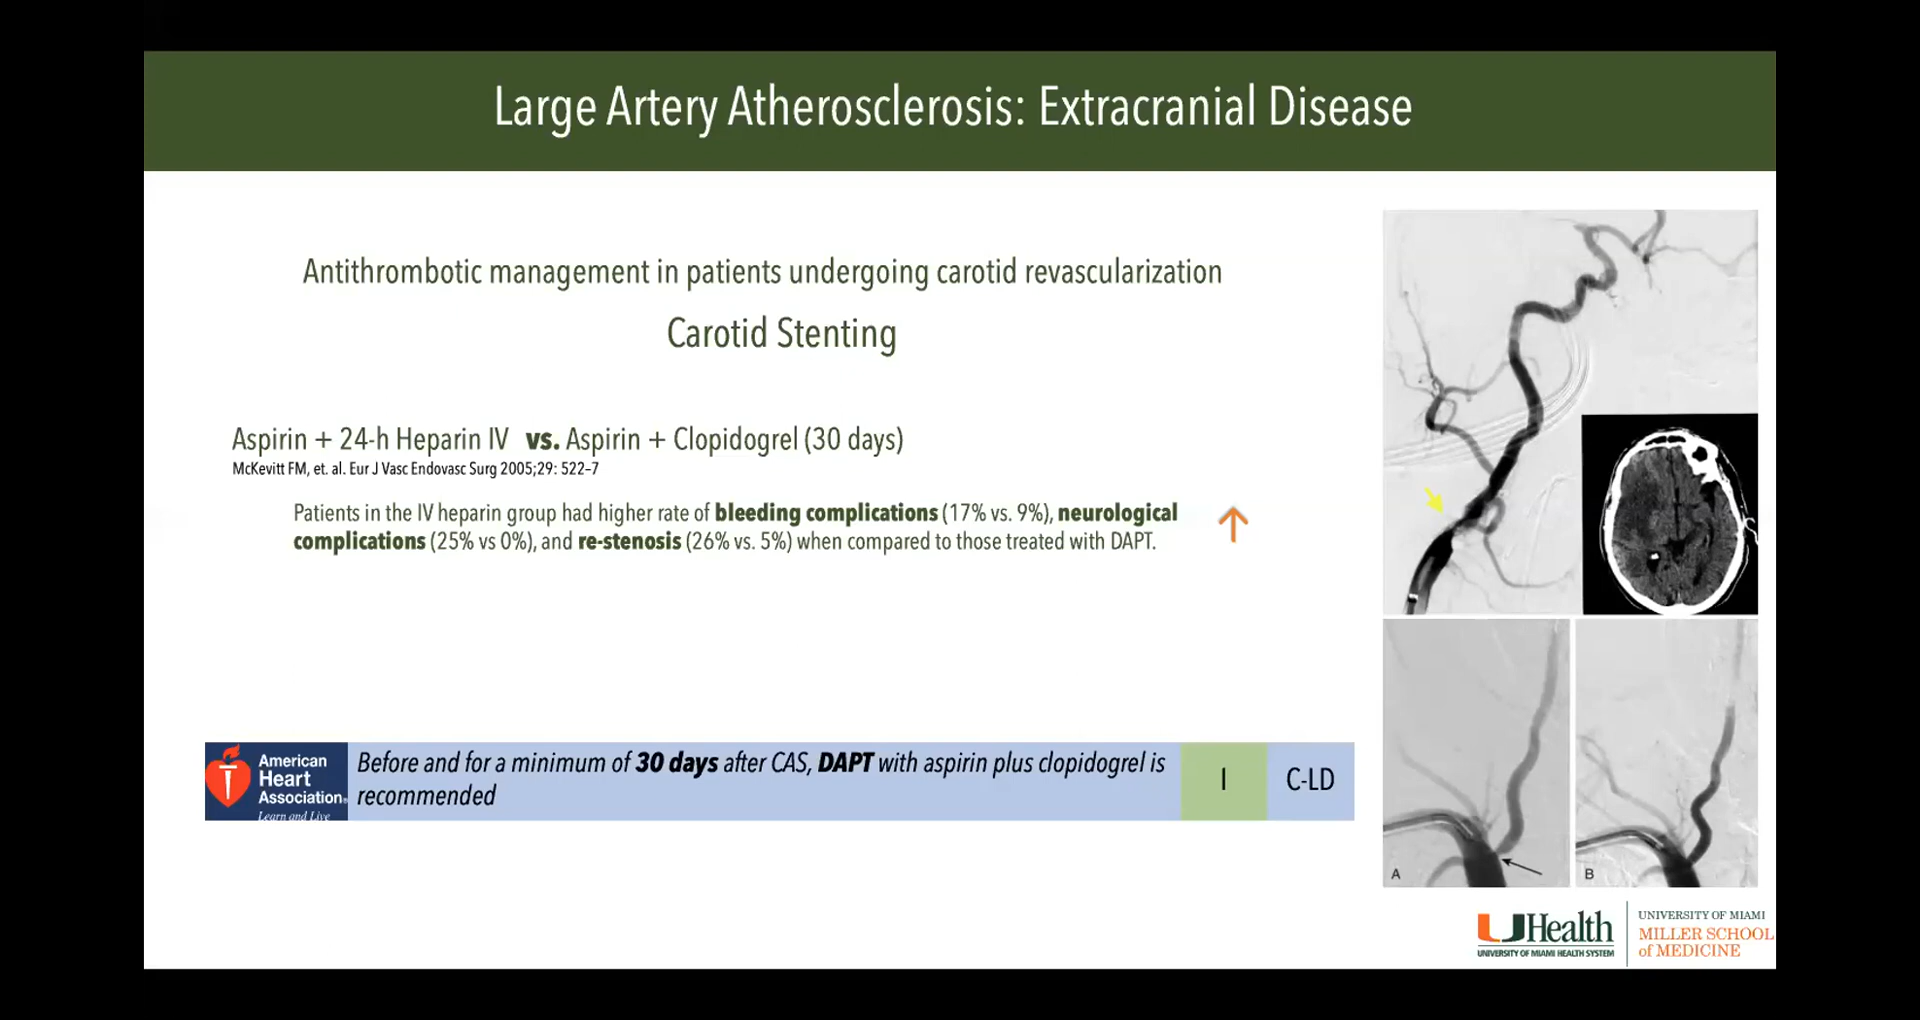 Large Artery Atherosclerosis: Extracranial Disease
Antithrombotic management in patients undergoing carotid revascularization
Carotid Stenting
Aspirin + 24-h Heparin IV vs. Aspirin + Clopidogrel (30 days)
McKevitt FM, et. al. Eur J Vasc Endovasc Surg 2005;29: 522–7
Patients in the IV heparin group had higher rate of bleeding complications (17% vs. 9%), neurological
complications (25% vs 0%), and re-stenosis (26% vs. 5%) when compared to those treated with DAPT.
American
Heart
Association®
Learn and Live
Before and for a minimum of 30 days after CAS, DAPT with aspirin plus clopidogrel is
recommended
I
C-LD
A
B
UHealth
UNIVERSITY OF MIAMI HEALTH SYSTEM
UNIVERSITY OF MIAMI
MILLER SCHOOL
of MEDICINE